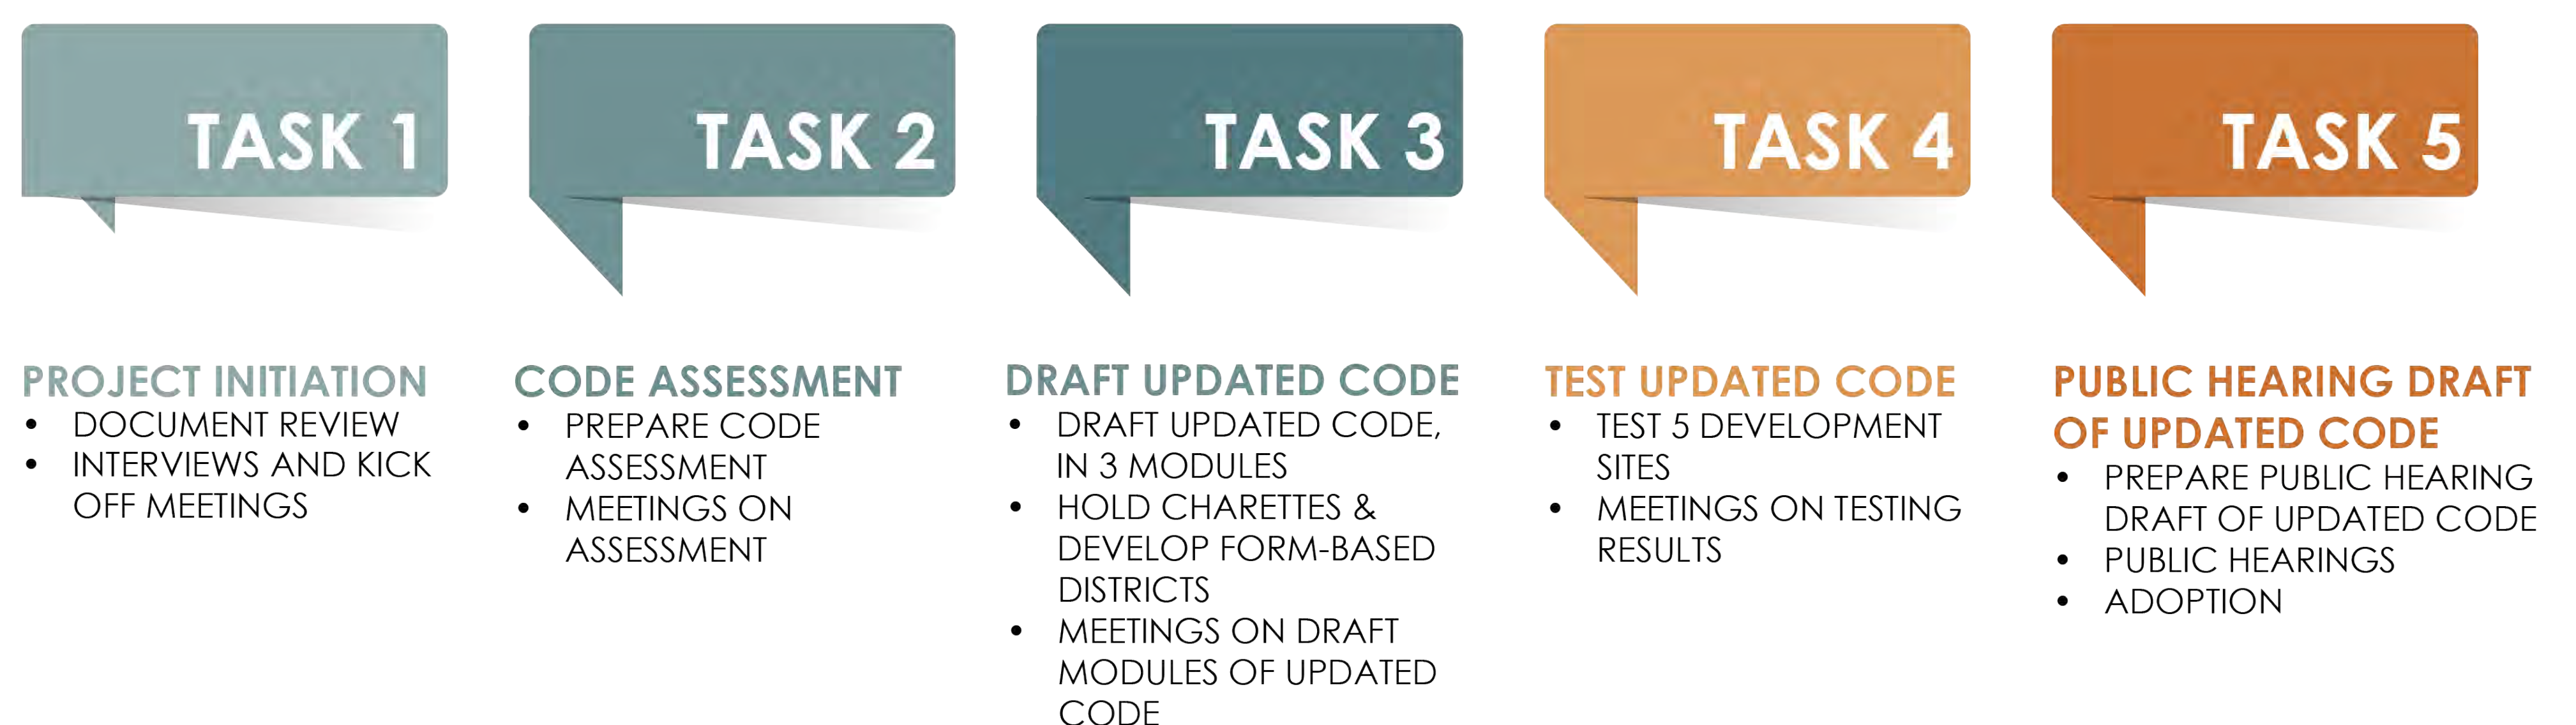 TASK 1
PROJECT INITIATION
• DOCUMENT REVIEW
• INTERVIEWS AND KICK
OFF MEETINGS
TASK 2
CODE ASSESSMENT
• PREPARE CODE
ASSESSMENT
• MEETINGS ON
ASSESSMENT
TASK 3
DRAFT UPDATED CODE
• DRAFT UPDATED CODE,
IN 3 MODULES
• HOLD CHARETTES &
DEVELOP FORM-BASED
DISTRICTS
• MEETINGS ON DRAFT
MODULES OF UPDATED
CODE
TASK 4
TEST UPDATED CODE
• TEST 5 DEVELOPMENT
SITES
• MEETINGS ON TESTING
RESULTS
TASK 5
PUBLIC HEARING DRAFT
OF UPDATED CODE
• PREPARE PUBLIC HEARING
DRAFT OF UPDATED CODE
• PUBLIC HEARINGS
• ADOPTION